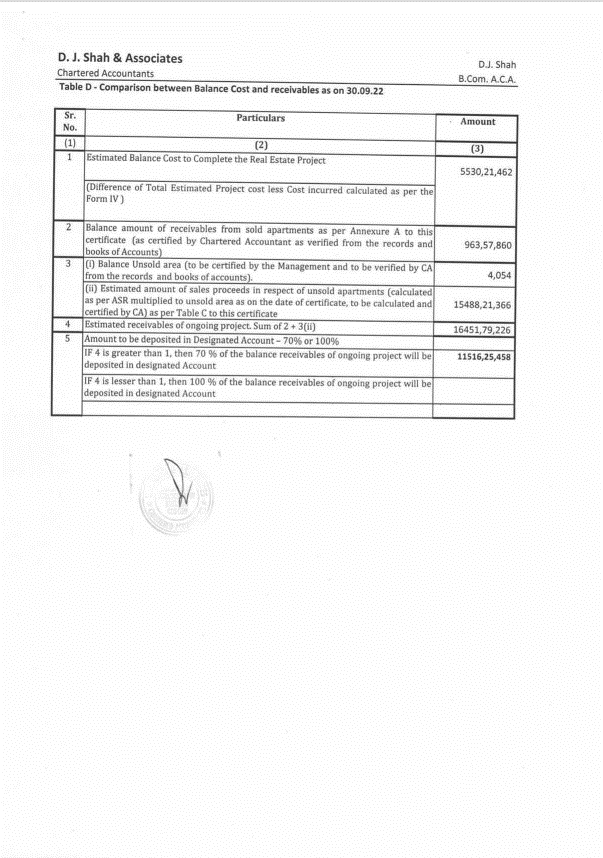 D. J. Shah & Associates
Chartered Accountants
D.J. Shah
B.Com. A.C.A.
Table D - Comparison between Balance Cost and receivables as on 30.09.22
Sr. No.
Particulars
Amount
(1)
(2)
(3)
1
Estimated Balance Cost to Complete the Real Estate Project
5530,21,462
(Difference of Total Estimated Project cost less Cost incurred calculated as per the
Form IV )
2
Balance amount of receivables from sold apartments as per Annexure A to this
certificate (as certified by Chartered Accountant as verified from the records and
books of Accounts)
963,57,860
3
(i) Balance Unsold area (to be certified by the Management and to be verified by CA
from the records and books of accounts).
4,054
(ii) Estimated amount of sales proceeds in respect of unsold apartments (calculated
as per ASR multiplied to unsold area as on the date of certificate, to be calculated and
certified by CA) as per Table C to this certificate
15488,21,366
4
Estimated receivables of ongoing project. Sum of 2 + 3(ii)
16451,79,226
5
Amount to be deposited in Designated Account – 70% or 100%
IF 4 is greater than 1, then 70 % of the balance receivables of ongoing project will be
deposited in designated Account
11516,25,458
IF 4 is lesser than 1, then 100 % of the balance receivables of ongoing project will be
deposited in designated Account